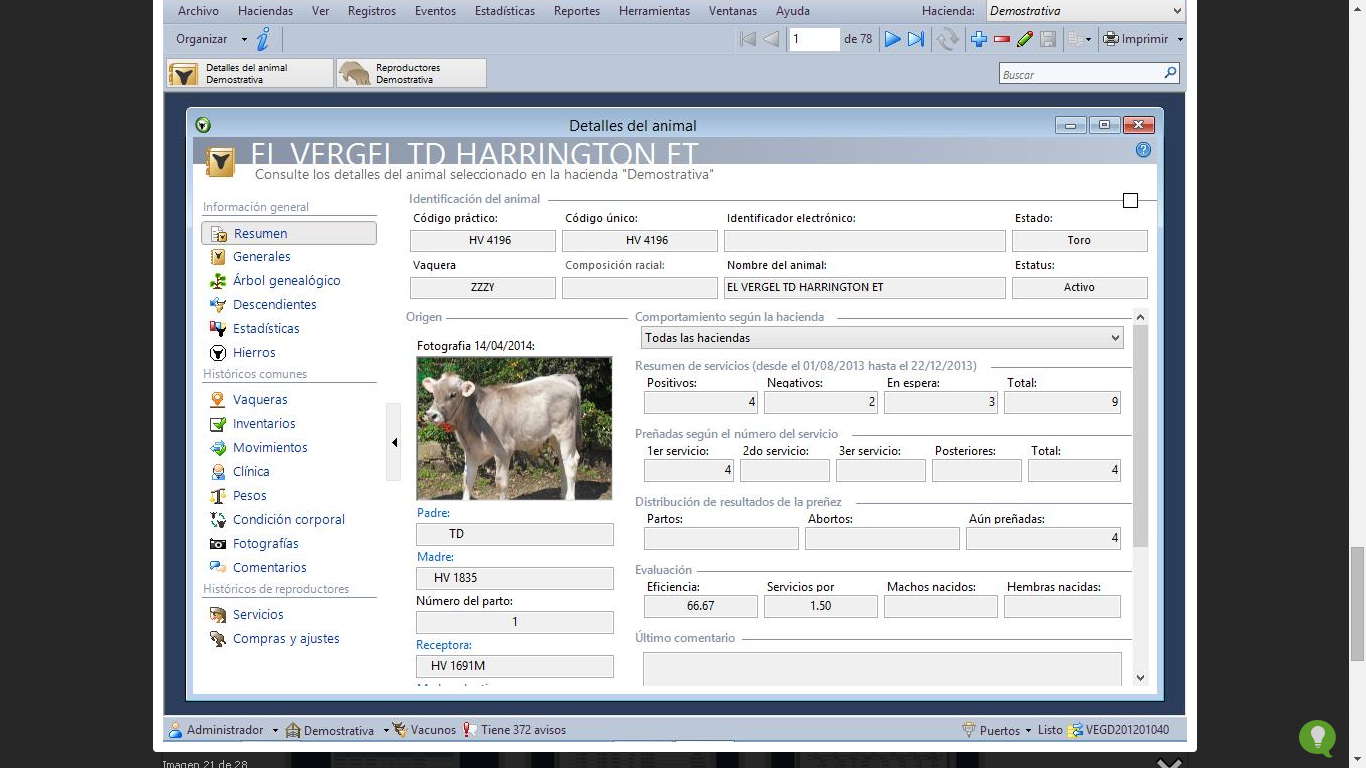 Archivo Haciendas Ver Registros Eventos Estadísticas Reportes Herramientas Ventanas Ayuda Hacienda: Demostrativa
Organizar 1 de 78 Imprimir
Detalles del animal
Demostrativa
Reproductores
Demostrativa
Buscar
Detalles del animal
EL VERGEL TD HARRINGTON ET
Consulte los detalles del animal seleccionado en la hacienda "Demostrativa"
Información general
Resumen
Generales
Árbol genealógico
Descendientes
Estadísticas
Hierros
Históricos comunes
Vaqueras
Inventarios
Movimientos
Clínica
Pesos
Condición corporal
Fotografías
Comentarios
Históricos de reproductores
Servicios
Compras y ajustes
Identificación del animal
Código práctico: Código único: Identificador electrónico: Estado:
HV 4196 HV 4196 Toro
Vaquera Composición racial: Nombre del animal: Estatus:
ZZZY EL VERGEL TD HARRINGTON ET Activo
Origen
Fotografia 14/04/2014:
Padre:
TD
Madre:
HV 1835
Número del parto:
1
Receptora:
HV 1691M
Comportamiento según la hacienda
Todas las haciendas
Resumen de servicios (desde el 01/08/2013 hasta el 22/12/2013)
Positivos: Negativos: En espera: Total:
4 2 3 9
Preñadas según el número del servicio
1er servicio: 2do servicio: 3er servicio: Posteriores: Total:
4 4
Distribución de resultados de la preñez
Partos: Abortos: Aún preñadas:
4
Evaluación
Eficiencia: Servicios por Machos nacidos: Hembras nacidas:
66.67 1.50
Último comentario
Administrador Demostrativa Vacunos Tiene 372 avisos Puertos Listo VEGD201201040
Imagen 21 de 28